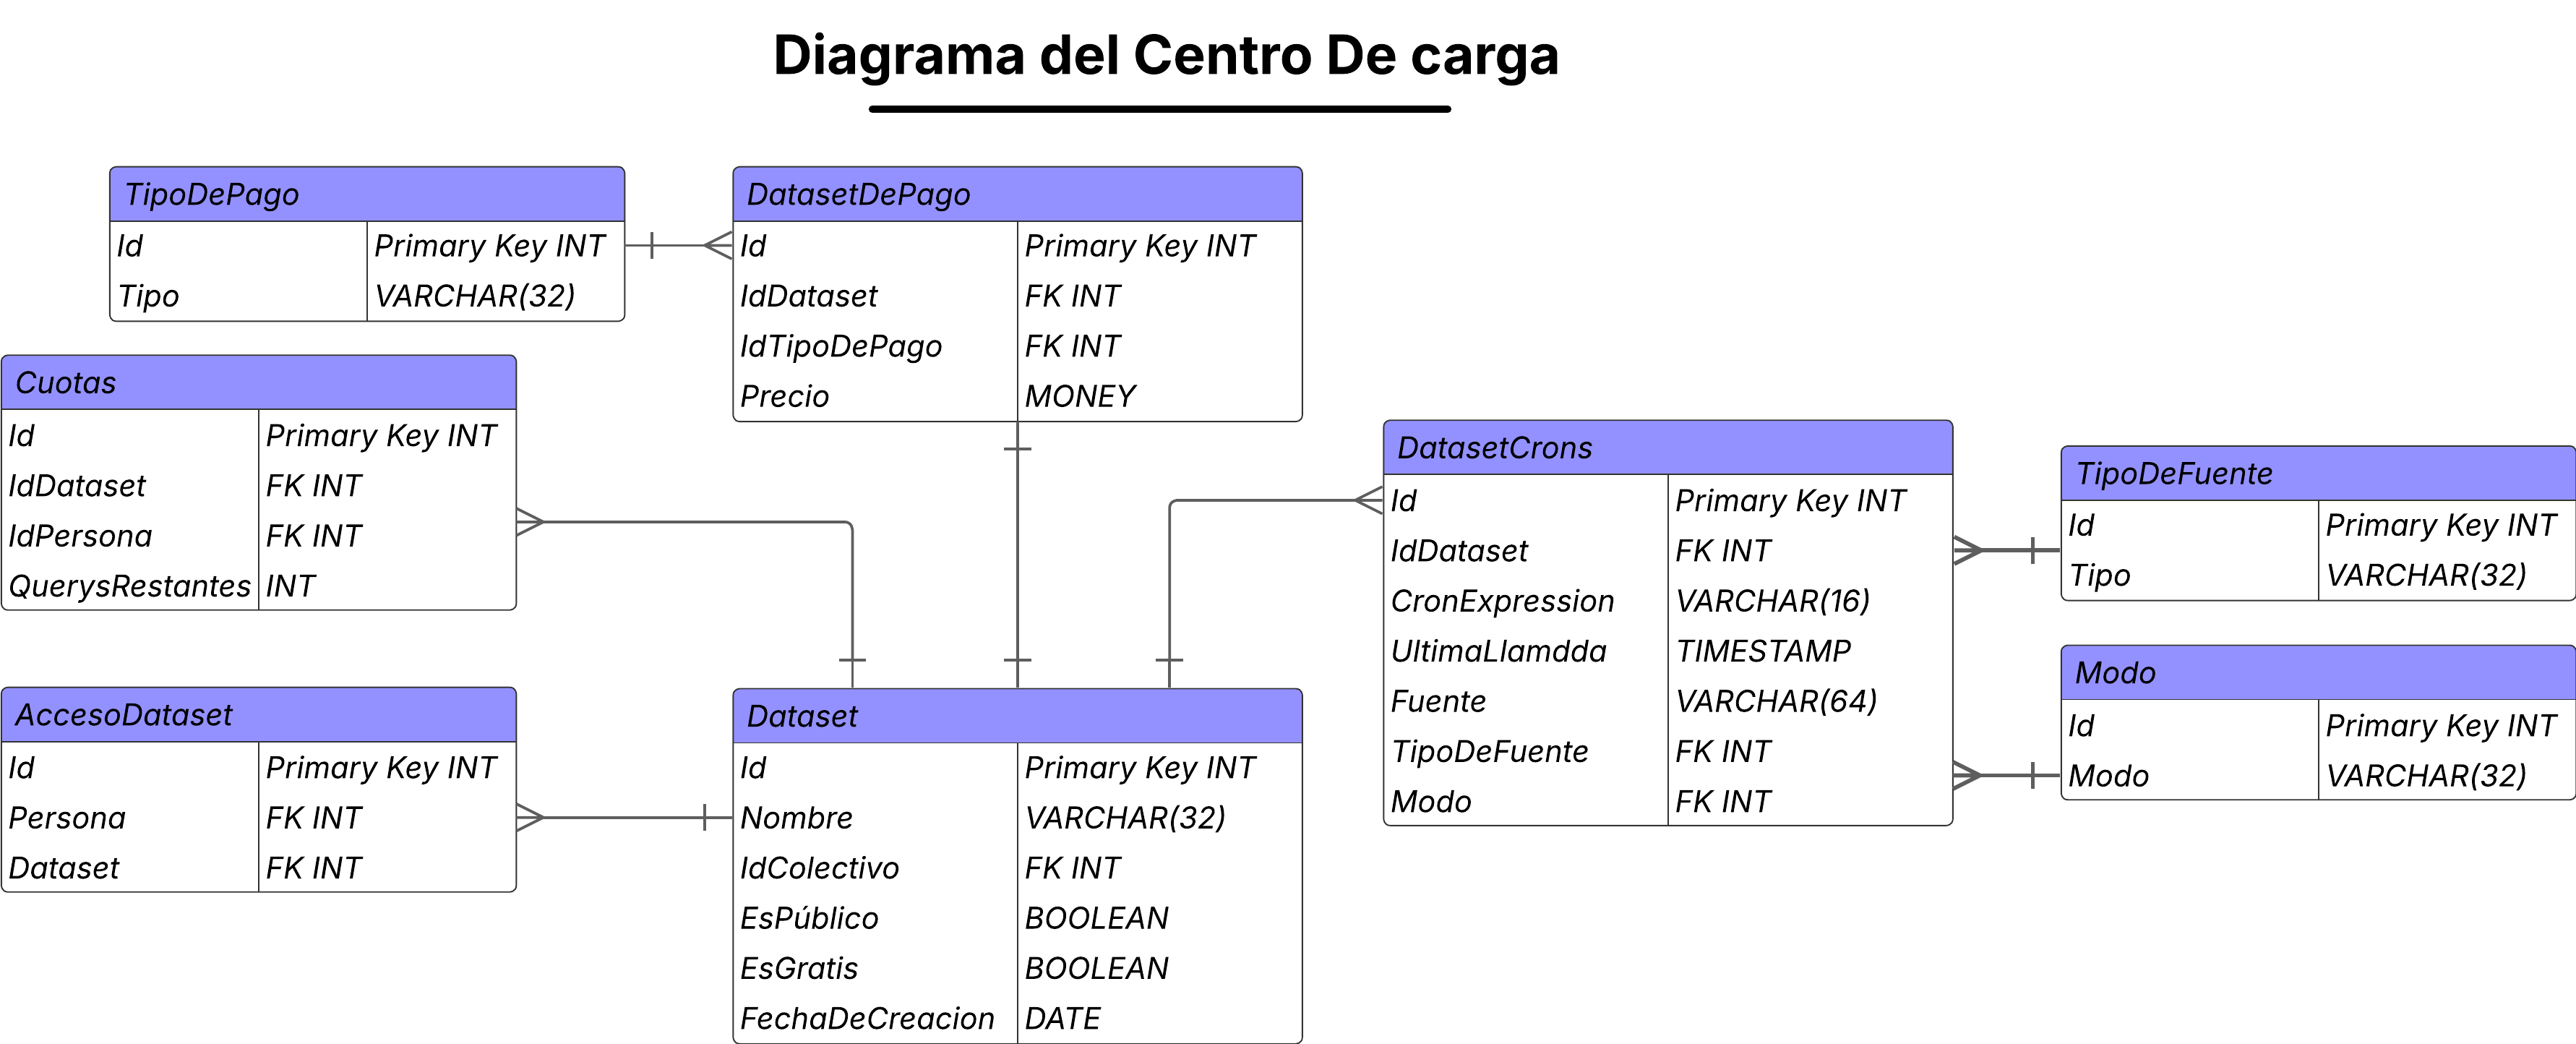 Diagrama del Centro De carga
TipoDePago
Id Primary Key INT
Tipo VARCHAR(32)
DatasetDePago
Id Primary Key INT
IdDataset FK INT
IdTipoDePago FK INT
Precio MONEY
Cuotas
Id Primary Key INT
IdDataset FK INT
IdPersona FK INT
QuerysRestantes INT
DatasetCrons
Id Primary Key INT
IdDataset FK INT
CronExpression VARCHAR(16)
UltimaLlamdda TIMESTAMP
Fuente VARCHAR(64)
TipoDeFuente FK INT
Modo FK INT
TipoDeFuente
Id Primary Key INT
Tipo VARCHAR(32)
Modo
Id Primary Key INT
Modo VARCHAR(32)
AccesoDataset
Id Primary Key INT
Persona FK INT
Dataset FK INT
Dataset
Id Primary Key INT
Nombre VARCHAR(32)
IdColectivo FK INT
EsPúblico BOOLEAN
EsGratis BOOLEAN
FechaDeCreacion DATE